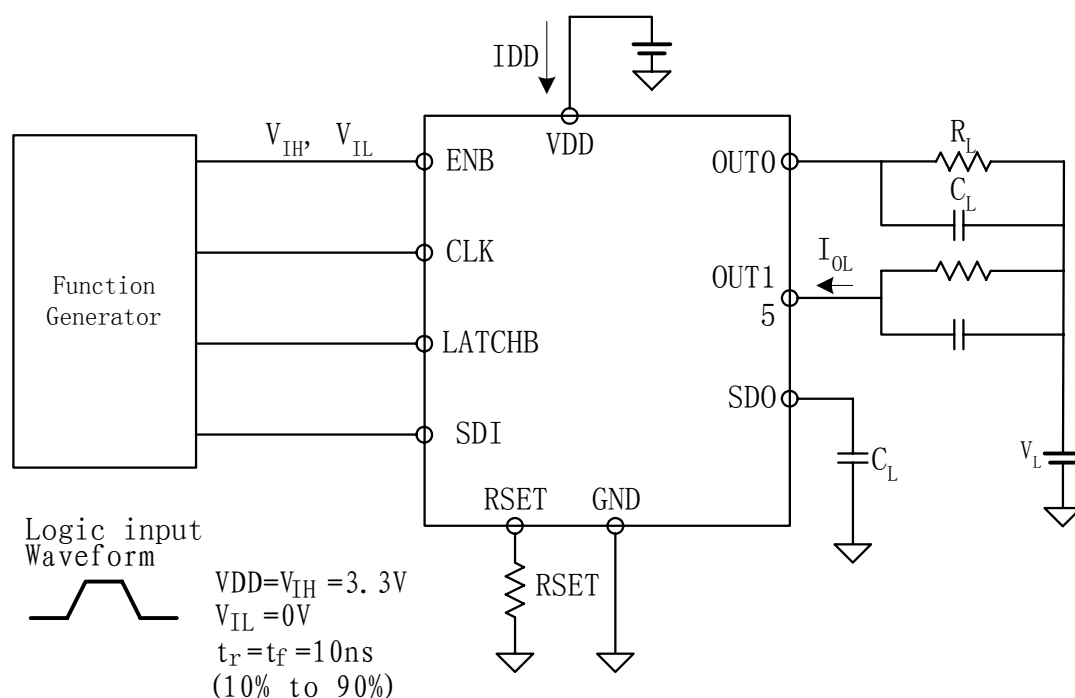 IDD
VDD
V_IH, V_IL
ENB
OUT0
R_L
C_L
CLK
I_OL
OUT1
5
Function
Generator
LATCHB
SDO
SDI
C_L
V_L
RSET
GND
Logic input
Waveform
RSET
VDD=V_IH=3.3V
V_IL=0V
t_r=t_f=10ns
(10% to 90%)